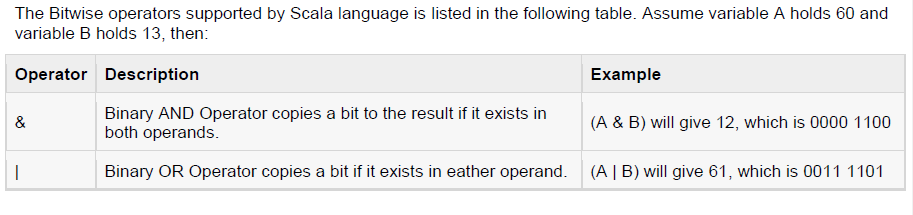 The Bitwise operators supported by Scala language is listed in the following table. Assume variable A holds 60 and
variable B holds 13, then:
Operator Description Example
& Binary AND Operator copies a bit to the result if it exists in
both operands. (A & B) will give 12, which is 0000 1100
| Binary OR Operator copies a bit if it exists in eather operand. (A | B) will give 61, which is 0011 1101